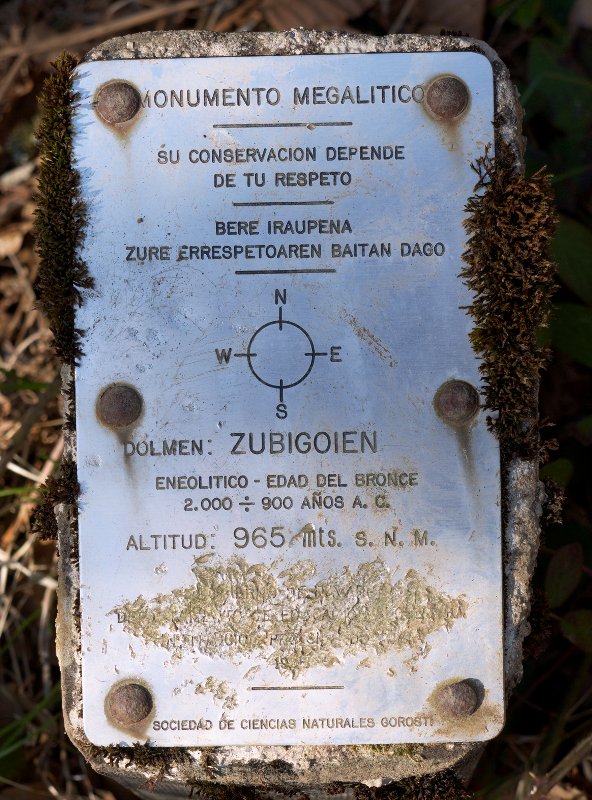 MONUMENTO MEGALITICO
SU CONSERVACION DEPENDE
DE TU RESPETO
BERE IRAUPENA
ZURE ERRESPETOAREN BAITAN DAGO
N
W E
S
DOLMEN: ZUBIGOIEN
ENEOLITICO - EDAD DEL BRONCE
2.000 ÷ 900 AÑOS A. C.
ALTITUD: 965 mts. S. N. M.
SOCIEDAD DE CIENCIAS NATURALES GOROSTI